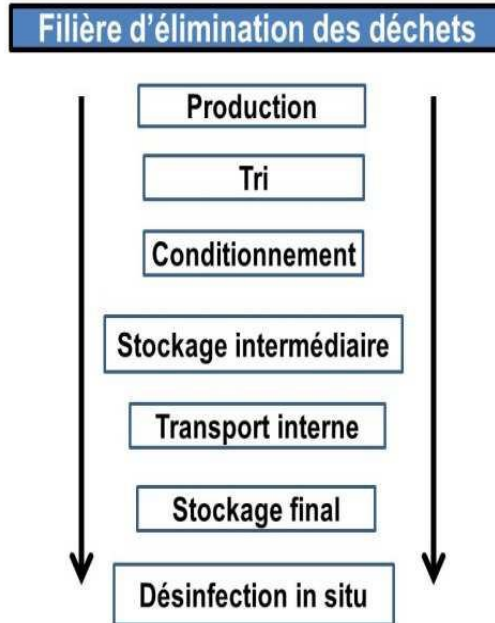 Filière d'élimination des déchets
Production
Tri
Conditionnement
Stockage intermédiaire
Transport interne
Stockage final
Désinfection in situ